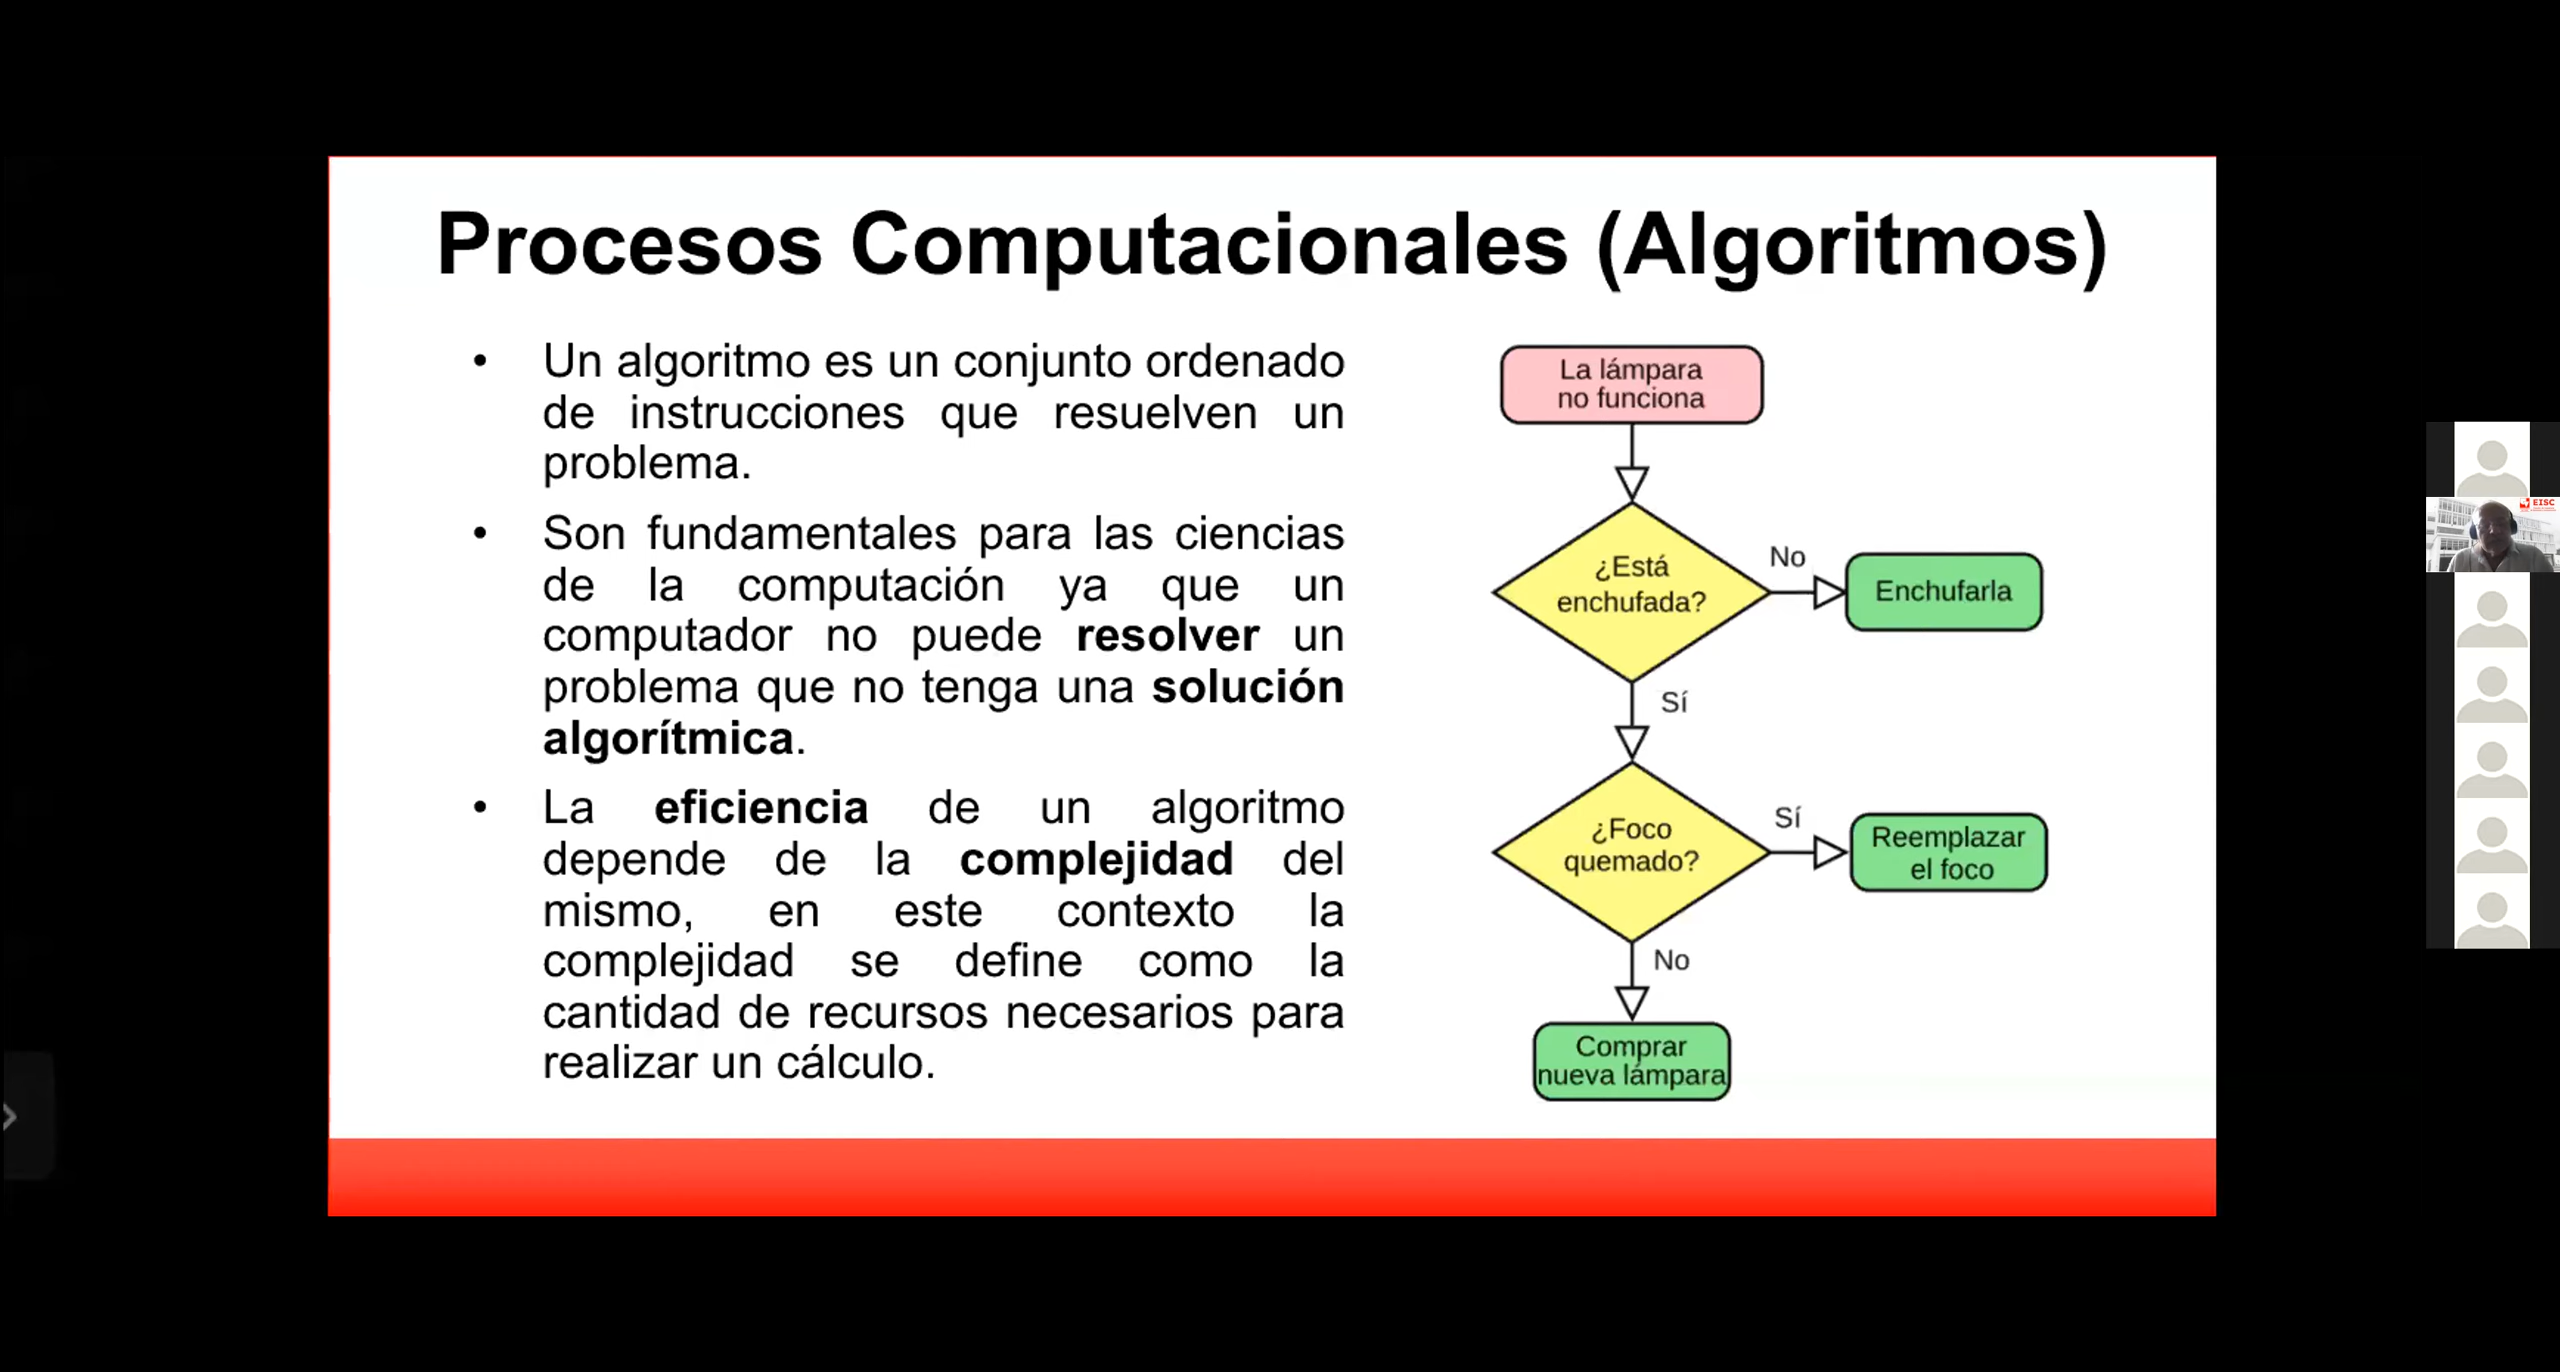 Procesos Computacionales (Algoritmos)
• Un algoritmo es un conjunto ordenado
de instrucciones que resuelven un
problema.
• Son fundamentales para las ciencias
de la computación ya que un
computador no puede resolver un
problema que no tenga una solución
algorítmica.
• La eficiencia de un algoritmo
depende de la complejidad del
mismo, en este contexto la
complejidad se define como la
cantidad de recursos necesarios para
realizar un cálculo.
La lámpara
no funciona
¿Está
enchufada?
No
Enchufarla
Sí
¿Foco
quemado?
Sí
Reemplazar
el foco
No
Comprar
nueva lámpara
EISC